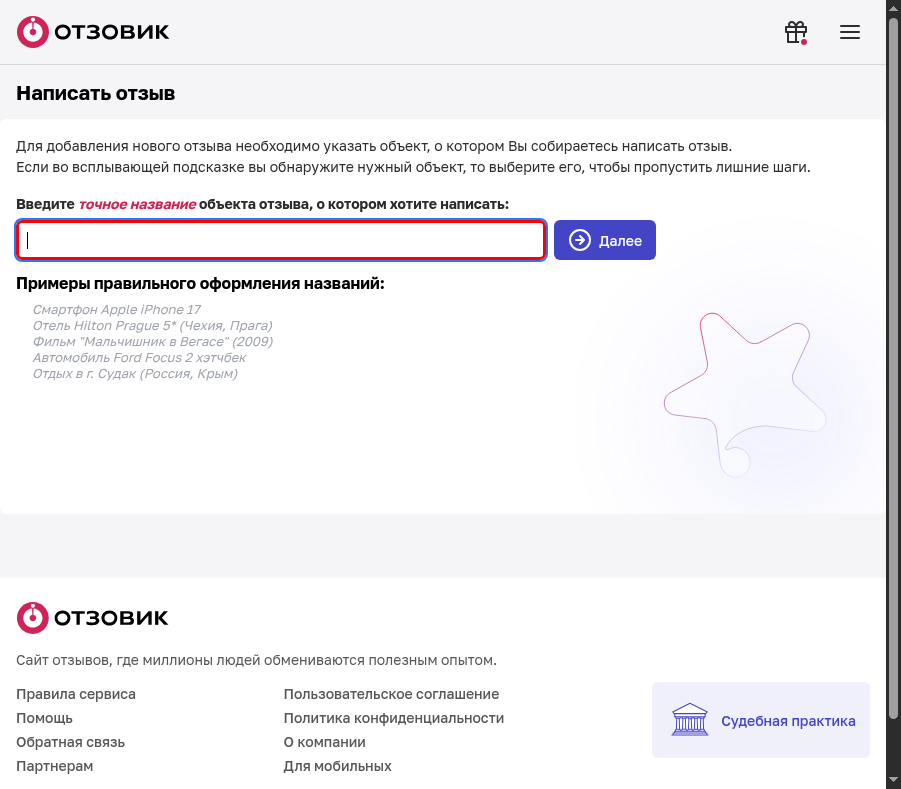 ОТЗОВИК
Написать отзыв
Для добавления нового отзыва необходимо указать объект, о котором Вы собираетесь написать отзыв.
Если во всплывающей подсказке вы обнаружите нужный объект, то выберите его, чтобы пропустить лишние шаги.
Введите точное название объекта отзыва, о котором хотите написать:
Далее
Примеры правильного оформления названий:
Смартфон Apple iPhone 17
Отель Hilton Prague 5* (Чехия, Прага)
Фильм "Мальчишник в Вегасе" (2009)
Автомобиль Ford Focus 2 хэтчбек
Отдых в г. Судак (Россия, Крым)
ОТЗОВИК
Сайт отзывов, где миллионы людей обмениваются полезным опытом.
Правила сервиса
Помощь
Обратная связь
Партнерам
Пользовательское соглашение
Политика конфиденциальности
О компании
Для мобильных
Судебная практика